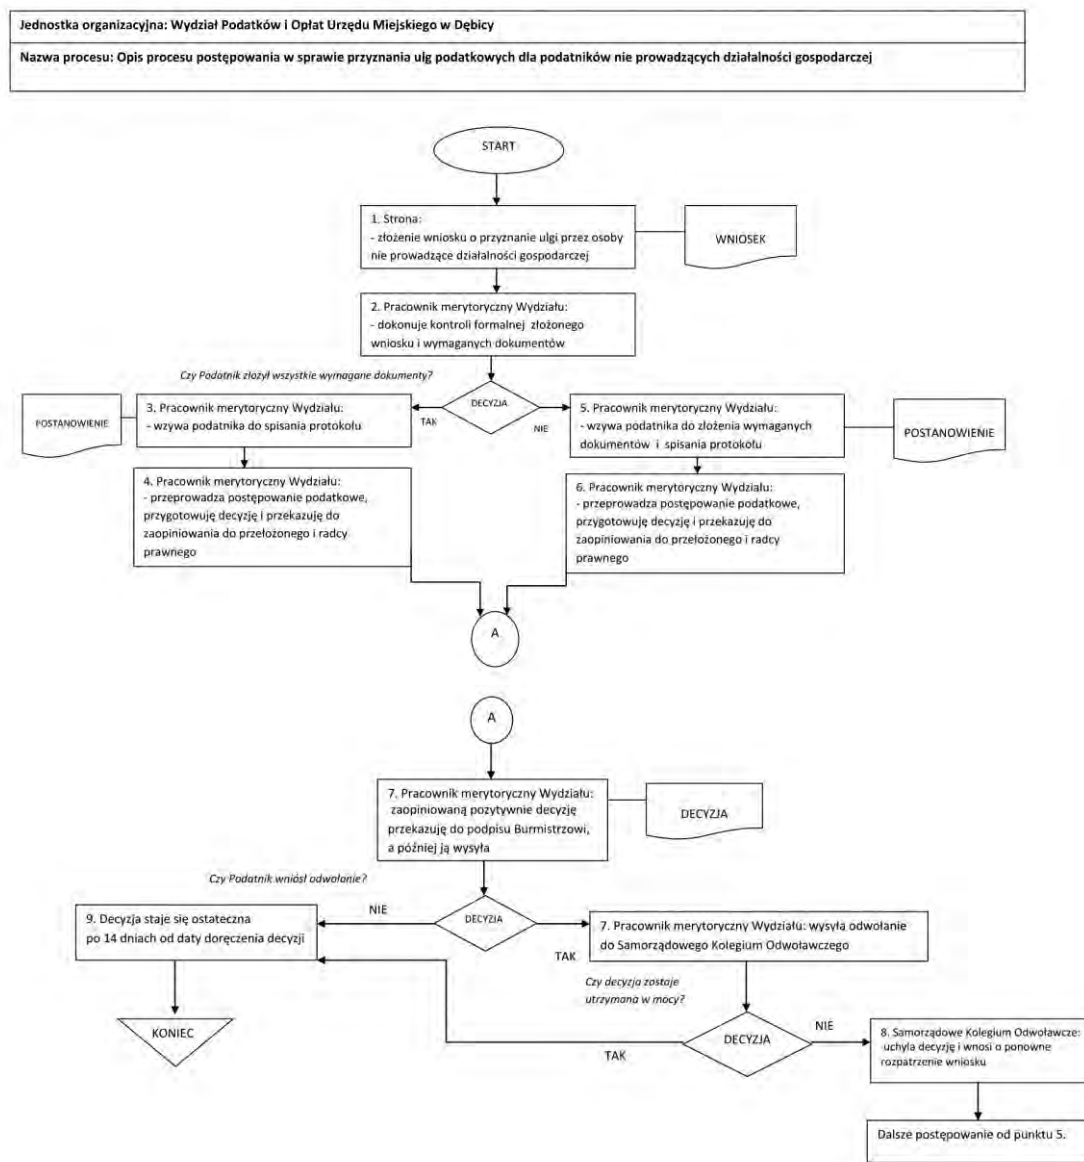 Jednostka organizacyjna: Wydział Podatków i Opłat Urzędu Miejskiego w Dębicy
Nazwa procesu: Opis procesu postępowania w sprawie przyznania ulg podatkowych dla podatników nie prowadzących działalności gospodarczej
START
1. Strona:
- złożenie wniosku o przyznanie ulgi przez osoby
nie prowadzące działalności gospodarczej
WNIOSEK
2. Pracownik merytoryczny Wydziału:
- dokonuje kontroli formalnej złożonego
wniosku i wymaganych dokumentów
Czy Podatnik złożył wszystkie wymagane dokumenty?
DECYZJA
TAK
NIE
POSTANOWIENIE
3. Pracownik merytoryczny Wydziału:
- wzywa podatnika do spisania protokołu
5. Pracownik merytoryczny Wydziału:
- wzywa podatnika do złożenia wymaganych
dokumentów i spisania protokołu
POSTANOWIENIE
4. Pracownik merytoryczny Wydziału:
- przeprowadza postępowanie podatkowe,
przygotowuję decyzję i przekazuję do
zaopiniowania do przełożonego i radcy
prawnego
6. Pracownik merytoryczny Wydziału:
- przeprowadza postępowanie podatkowe,
przygotowuję decyzję i przekazuję do
zaopiniowania do przełożonego i radcy
prawnego
A
A
7. Pracownik merytoryczny Wydziału:
zaopiniowaną pozytywnie decyzję
przekazuję do podpisu Burmistrzowi,
a później ją wysyła
DECYZJA
Czy Podatnik wniósł odwołanie?
NIE
DECYZJA
TAK
9. Decyzja staje się ostateczna
po 14 dniach od daty doręczenia decyzji
7. Pracownik merytoryczny Wydziału: wysyła odwołanie
do Samorządowego Kolegium Odwoławczego
Czy decyzja zostaje
utrzymana w mocy?
KONIEC
TAK
DECYZJA
NIE
8. Samorządowe Kolegium Odwoławcze:
uchyla decyzję i wnosi o ponowne
rozpatrzenie wniosku
Dalsze postępowanie od punktu 5.